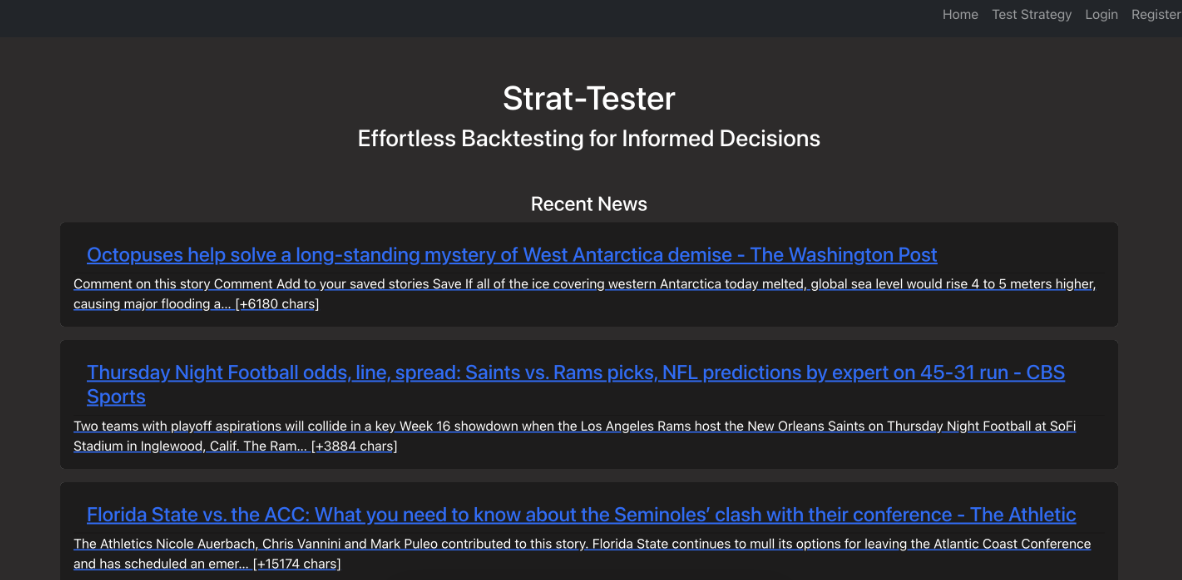 Home Test Strategy Login Register
Strat-Tester
Effortless Backtesting for Informed Decisions
Recent News
Octopuses help solve a long-standing mystery of West Antarctica demise - The Washington Post
Comment on this story Comment Add to your saved stories Save If all of the ice covering western Antarctica today melted, global sea level would rise 4 to 5 meters higher,
causing major flooding a... [+6180 chars]
Thursday Night Football odds, line, spread: Saints vs. Rams picks, NFL predictions by expert on 45-31 run - CBS
Sports
Two teams with playoff aspirations will collide in a key Week 16 showdown when the Los Angeles Rams host the New Orleans Saints on Thursday Night Football at SoFi
Stadium in Inglewood, Calif. The Ram... [+3884 chars]
Florida State vs. the ACC: What you need to know about the Seminoles’ clash with their conference - The Athletic
The Athletics Nicole Auerbach, Chris Vannini and Mark Puleo contributed to this story. Florida State continues to mull its options for leaving the Atlantic Coast Conference
and has scheduled an emer... [+15174 chars]